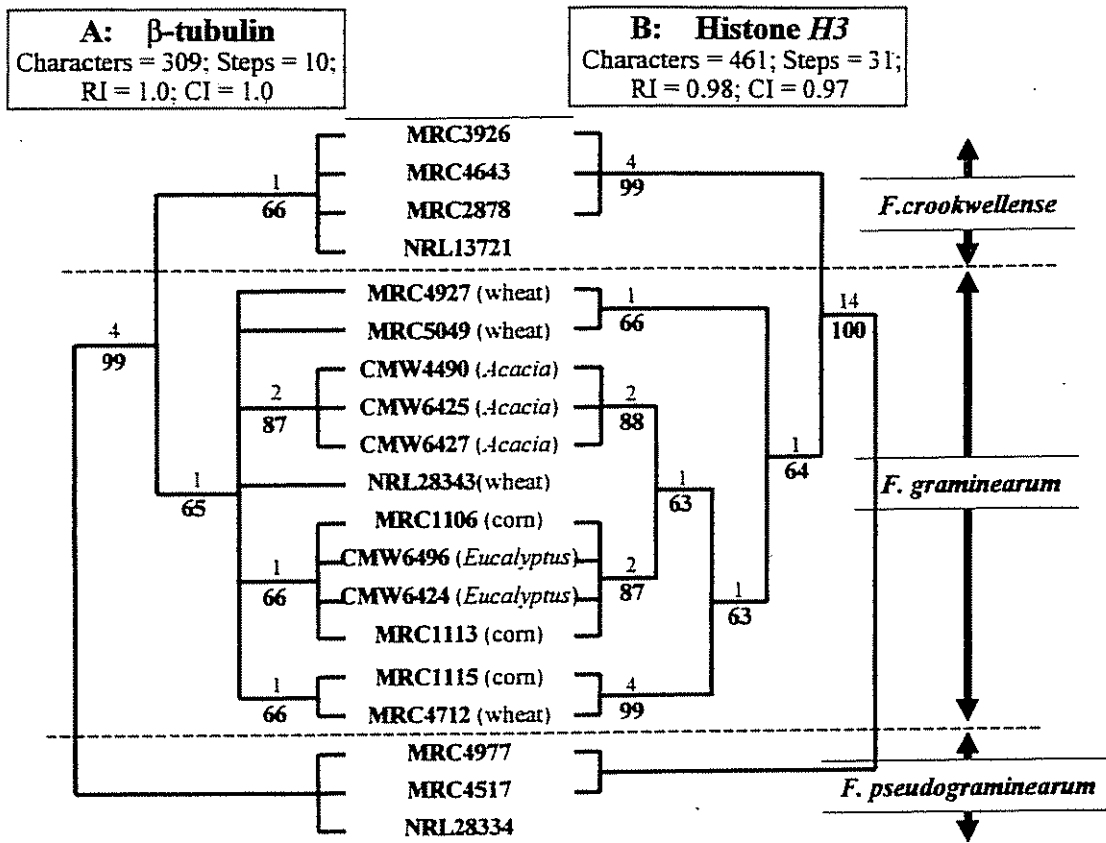 A: β-tubulin
Characters = 309; Steps = 10;
RI = 1.0; CI = 1.0
B: Histone H3
Characters = 461; Steps = 31;
RI = 0.98; CI = 0.97
MRC3926
MRC4643
MRC2878
NRL13721
1
66
4
99
F.crookwellense
MRC4927 (wheat)
MRC5049 (wheat)
CMW4490 (Acacia)
CMW6425 (Acacia)
CMW6427 (Acacia)
NRL28343(wheat)
MRC1106 (corn)
CMW6496 (Eucalyptus)
CMW6424 (Eucalyptus)
MRC1113 (corn)
MRC1115 (corn)
MRC4712 (wheat)
4
99
1
65
2
87
1
66
1
66
1
66
2
88
2
87
4
99
1
63
1
63
1
64
14
100
F. graminearum
MRC4977
MRC4517
NRL28334
F. pseudograminearum